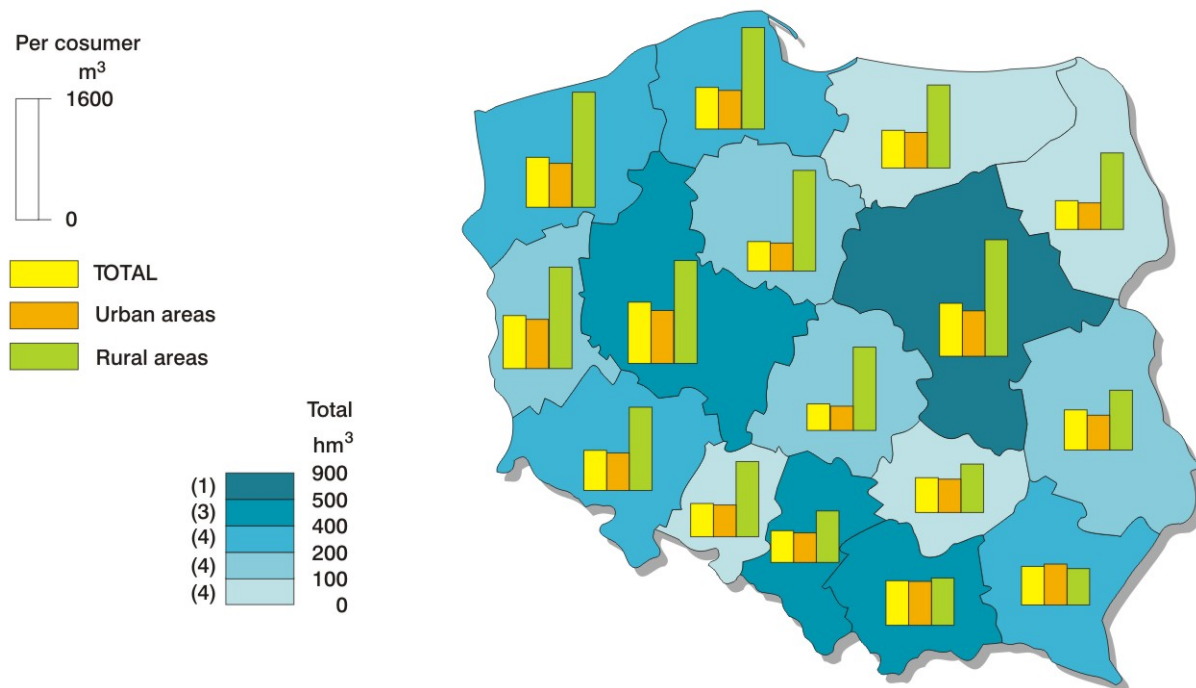 Per cosumer
m³
1600
0
TOTAL
Urban areas
Rural areas
Total
hm³
900
(1)
500
(3)
400
(4)
200
(4)
100
(4)
0